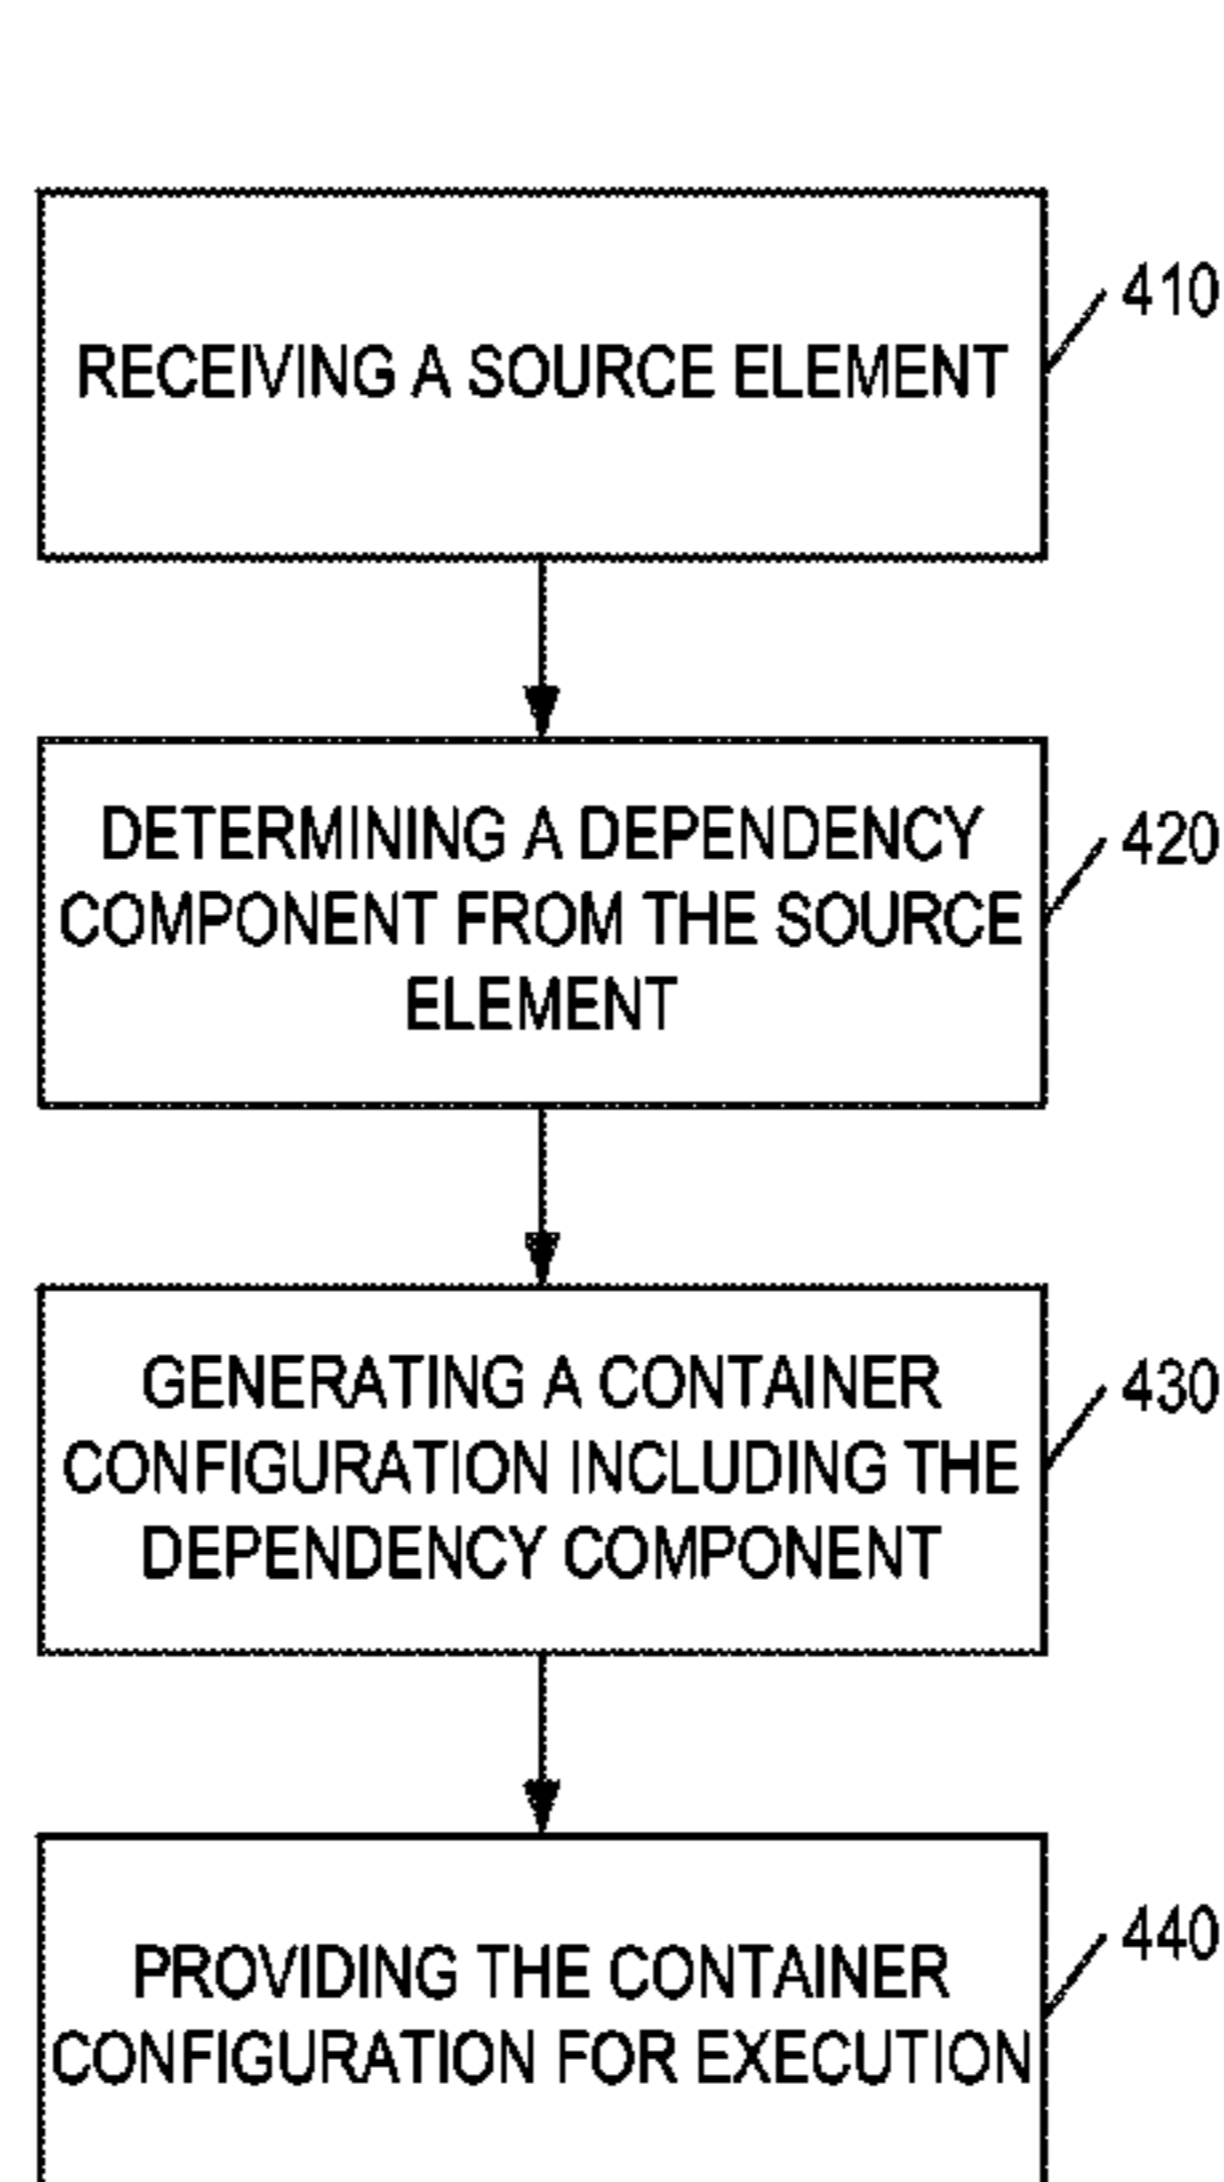 410
RECEIVING A SOURCE ELEMENT
420
DETERMINING A DEPENDENCY
COMPONENT FROM THE SOURCE
ELEMENT
430
GENERATING A CONTAINER
CONFIGURATION INCLUDING THE
DEPENDENCY COMPONENT
440
PROVIDING THE CONTAINER
CONFIGURATION FOR EXECUTION